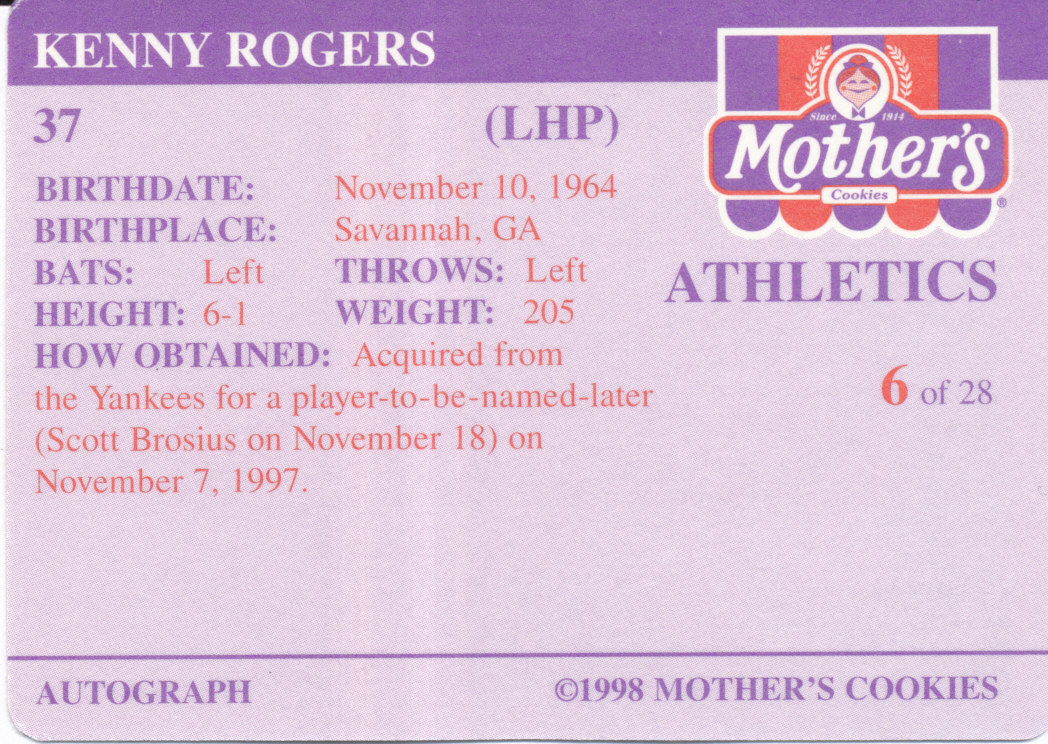 KENNY ROGERS
37 (LHP)
Since 1914
Mother's
Cookies
®
BIRTHDATE: November 10, 1964
BIRTHPLACE: Savannah, GA
BATS: Left THROWS: Left
HEIGHT: 6-1 WEIGHT: 205
HOW OBTAINED: Acquired from
the Yankees for a player-to-be-named-later
(Scott Brosius on November 18) on
November 7, 1997.
ATHLETICS
6 of 28
AUTOGRAPH ©1998 MOTHER'S COOKIES